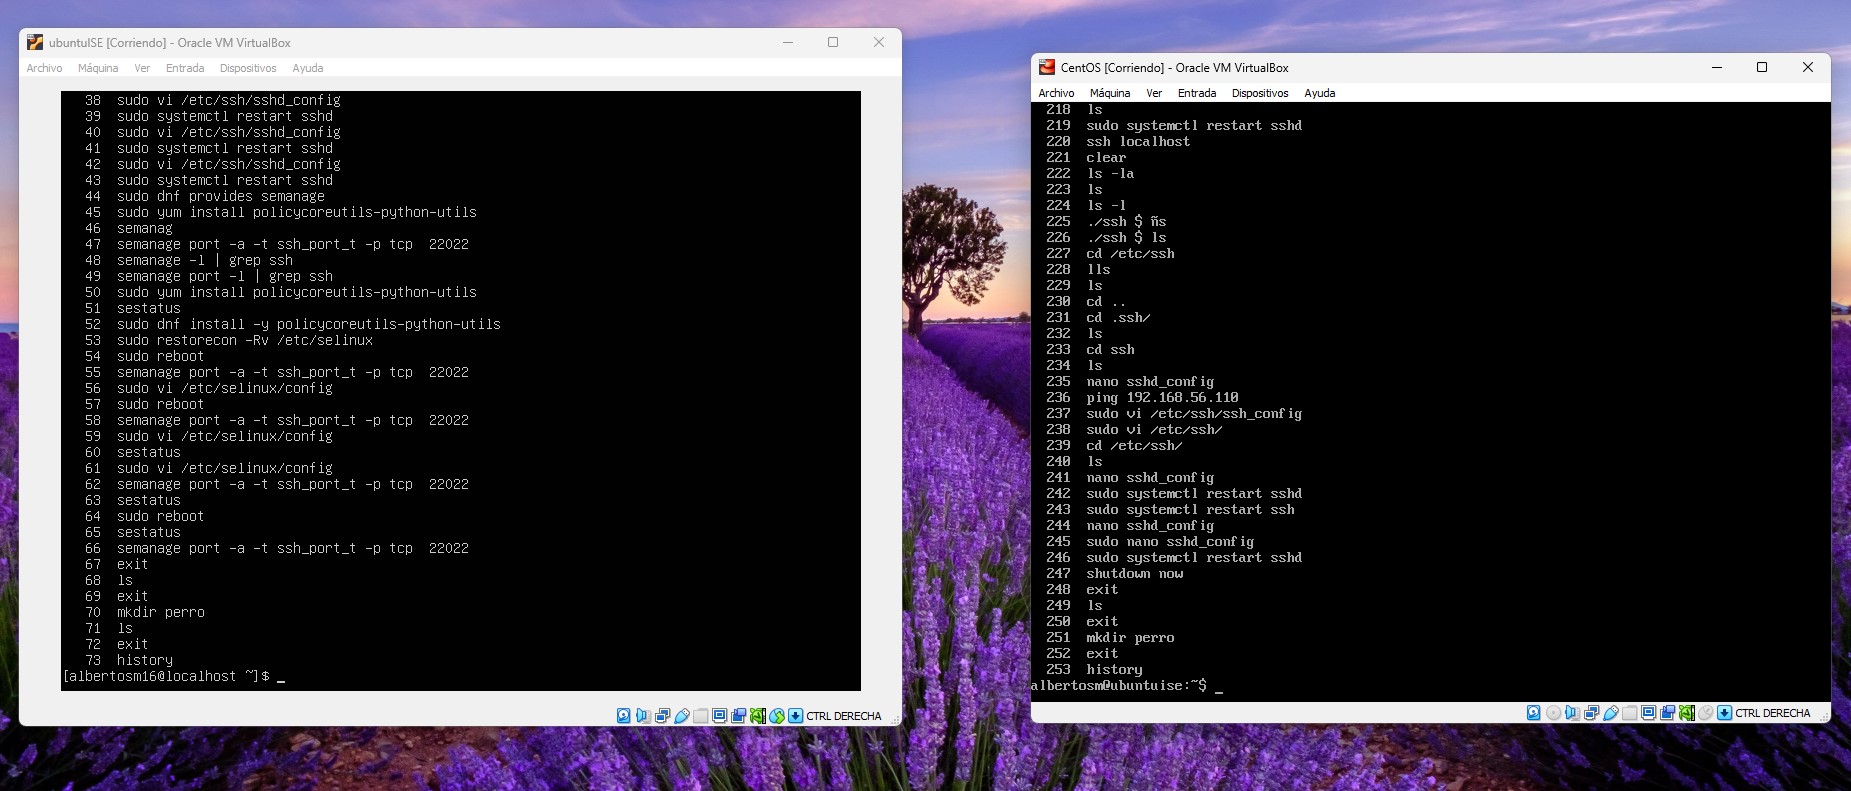 ubuntuISE [Corriendo] - Oracle VM VirtualBox
Archivo Máquina Ver Entrada Dispositivos Ayuda
38 sudo vi /etc/ssh/sshd_config
39 sudo systemctl restart sshd
40 sudo vi /etc/ssh/sshd_config
41 sudo systemctl restart sshd
42 sudo vi /etc/ssh/sshd_config
43 sudo systemctl restart sshd
44 sudo dnf provides semanage
45 sudo yum install policycoreutils-python-utils
46 semanag
47 semanage port -a -t ssh_port_t -p tcp  22022
48 semanage -l | grep ssh
49 semanage port -l | grep ssh
50 sudo yum install policycoreutils-python-utils
51 sestatus
52 sudo dnf install -y policycoreutils-python-utils
53 sudo restorecon -Rv /etc/selinux
54 sudo reboot
55 semanage port -a -t ssh_port_t -p tcp  22022
56 sudo vi /etc/selinux/config
57 sudo reboot
58 semanage port -a -t ssh_port_t -p tcp  22022
59 sudo vi /etc/selinux/config
60 sestatus
61 sudo vi /etc/selinux/config
62 semanage port -a -t ssh_port_t -p tcp  22022
63 sestatus
64 sudo reboot
65 sestatus
66 semanage port -a -t ssh_port_t -p tcp  22022
67 exit
68 ls
69 exit
70 mkdir perro
71 ls
72 exit
73 history
[albertosm16@localhost ~]$ _
CTRL DERECHA
CentOS [Corriendo] - Oracle VM VirtualBox
Archivo Máquina Ver Entrada Dispositivos Ayuda
218 ls
219 sudo systemctl restart sshd
220 ssh localhost
221 clear
222 ls -la
223 ls
224 ls -l
225 ./ssh $ ñs
226 ./ssh $ ls
227 cd /etc/ssh
228 lls
229 ls
230 cd ..
231 cd .ssh/
232 ls
233 cd ssh
234 ls
235 nano sshd_config
236 ping 192.168.56.110
237 sudo vi /etc/ssh/ssh_config
238 sudo vi /etc/ssh/
239 cd /etc/ssh/
240 ls
241 nano sshd_config
242 sudo systemctl restart sshd
243 sudo systemctl restart ssh
244 nano sshd_config
245 sudo nano sshd_config
246 sudo systemctl restart sshd
247 shutdown now
248 exit
249 ls
250 exit
251 mkdir perro
252 exit
253 history
albertosm@ubuntuise:~$ _
CTRL DERECHA